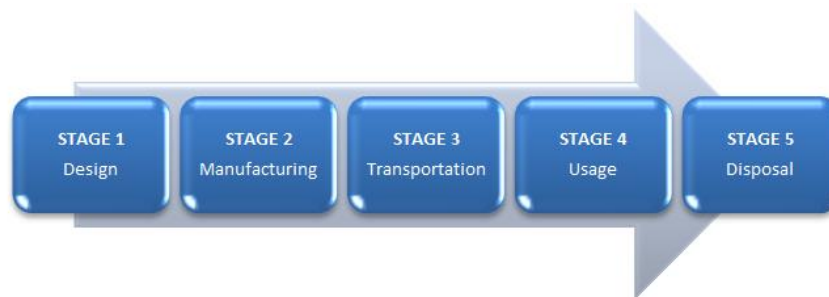 STAGE 1
Design
STAGE 2
Manufacturing
STAGE 3
Transportation
STAGE 4
Usage
STAGE 5
Disposal